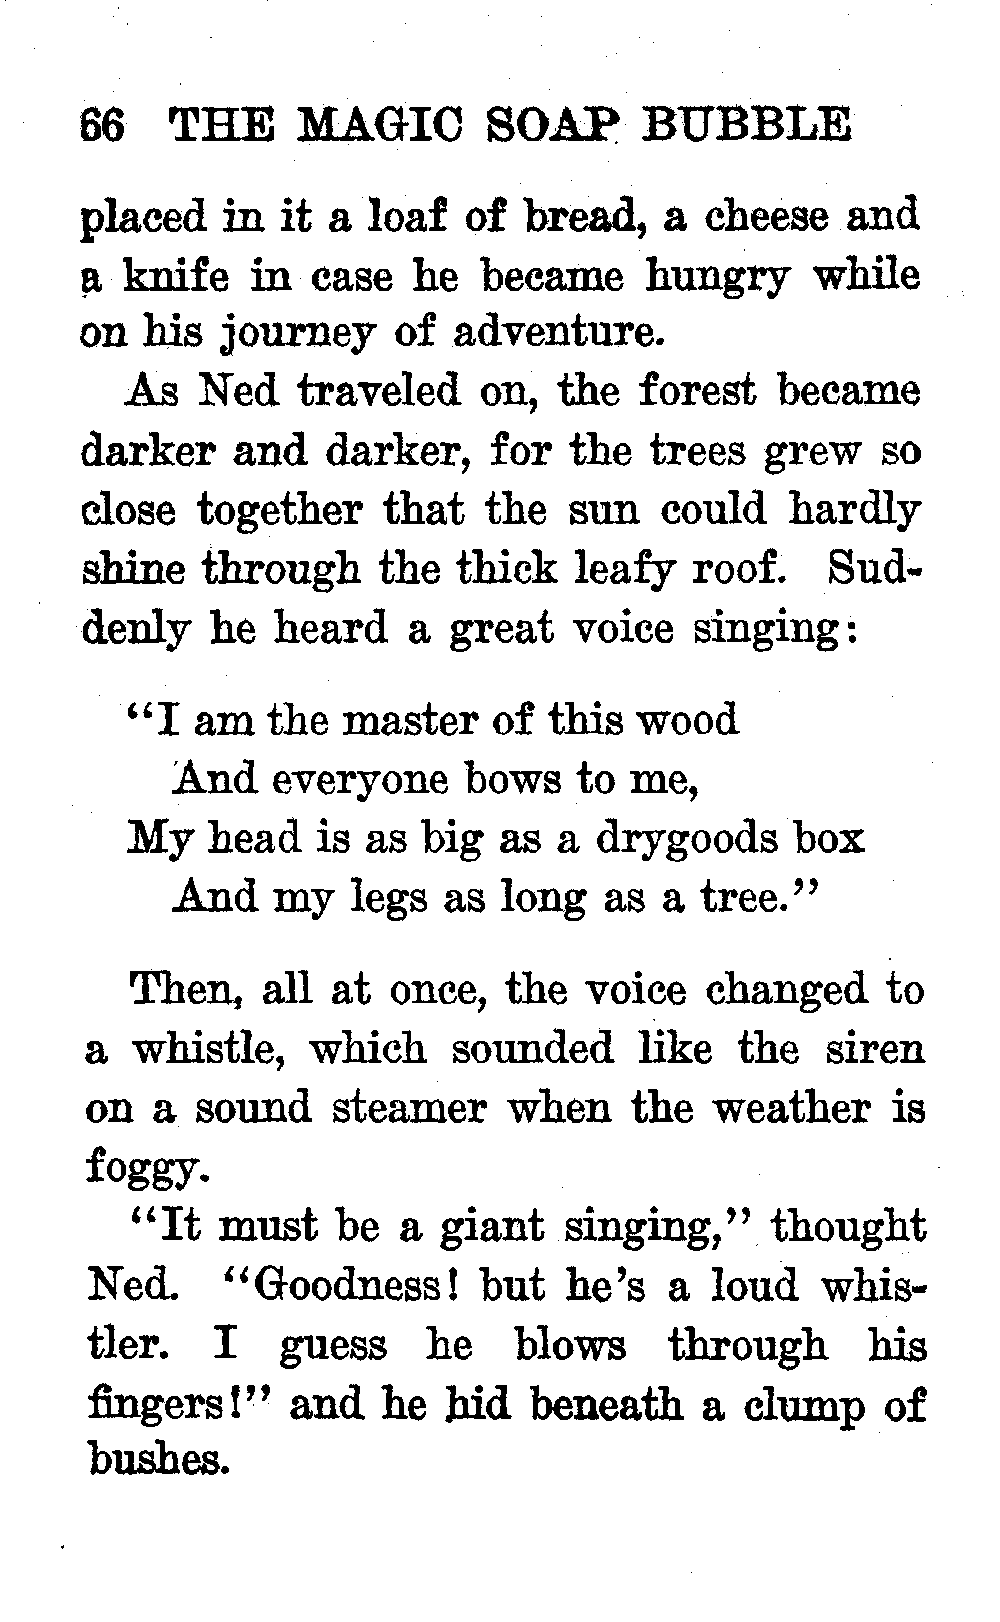 66 THE MAGIC SOAP BUBBLE
placed in it a loaf of bread, a cheese and
a knife in case he became hungry while
on his journey of adventure.
As Ned traveled on, the forest became
darker and darker, for the trees grew so
close together that the sun could hardly
shine through the thick leafy roof. Sud-
denly he heard a great voice singing:
“I am the master of this wood
And everyone bows to me,
My head is as big as a drygoods box
And my legs as long as a tree.”
Then, all at once, the voice changed to
a whistle, which sounded like the siren
on a sound steamer when the weather is
foggy.
“It must be a giant singing,” thought
Ned. “Goodness! but he’s a loud whis-
tler. I guess he blows through his
fingers!” and he hid beneath a clump of
bushes.